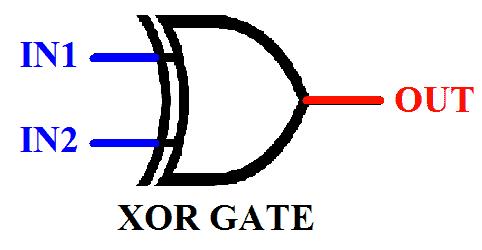 IN1
OUT
IN2
XOR GATE